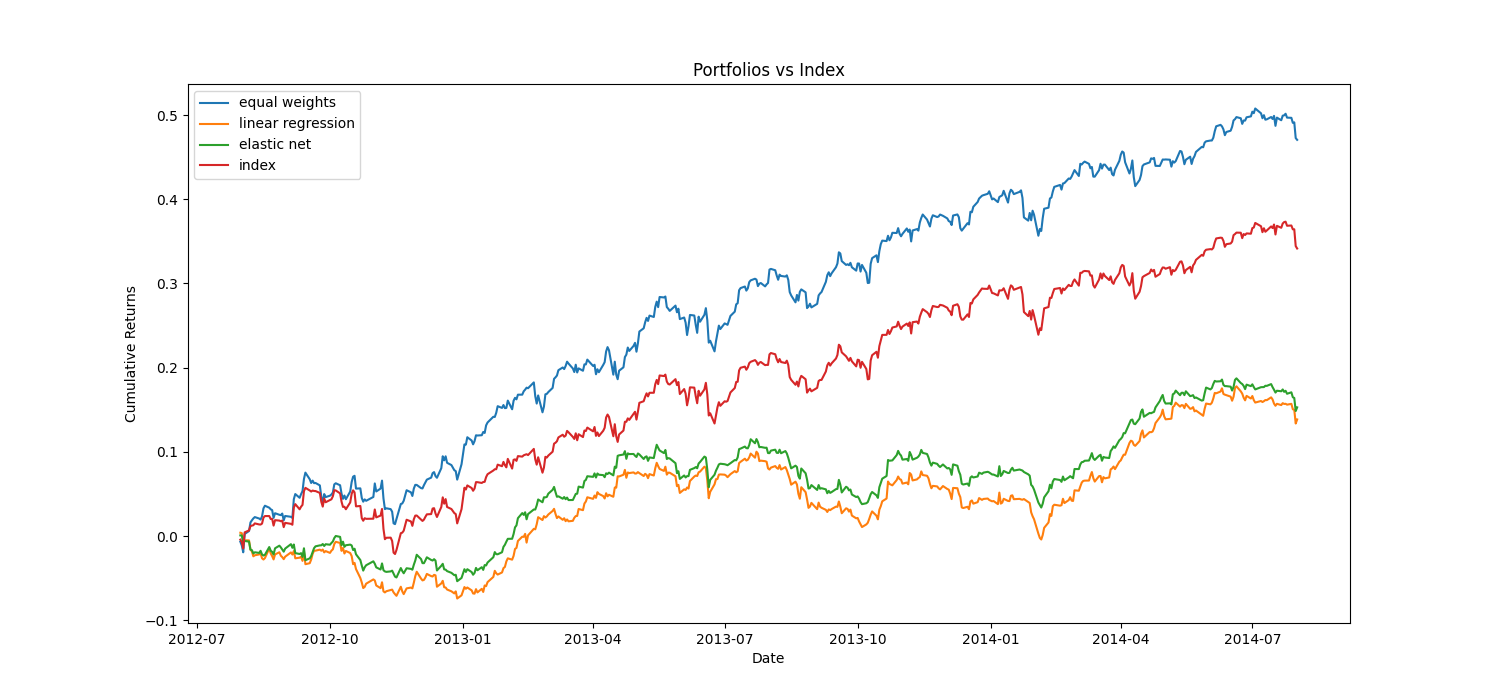 Portfolios vs Index
equal weights
linear regression
elastic net
index
Cumulative Returns
0.5
0.4
0.3
0.2
0.1
0.0
−0.1
2012-07 2012-10 2013-01 2013-04 2013-07 2013-10 2014-01 2014-04 2014-07
Date